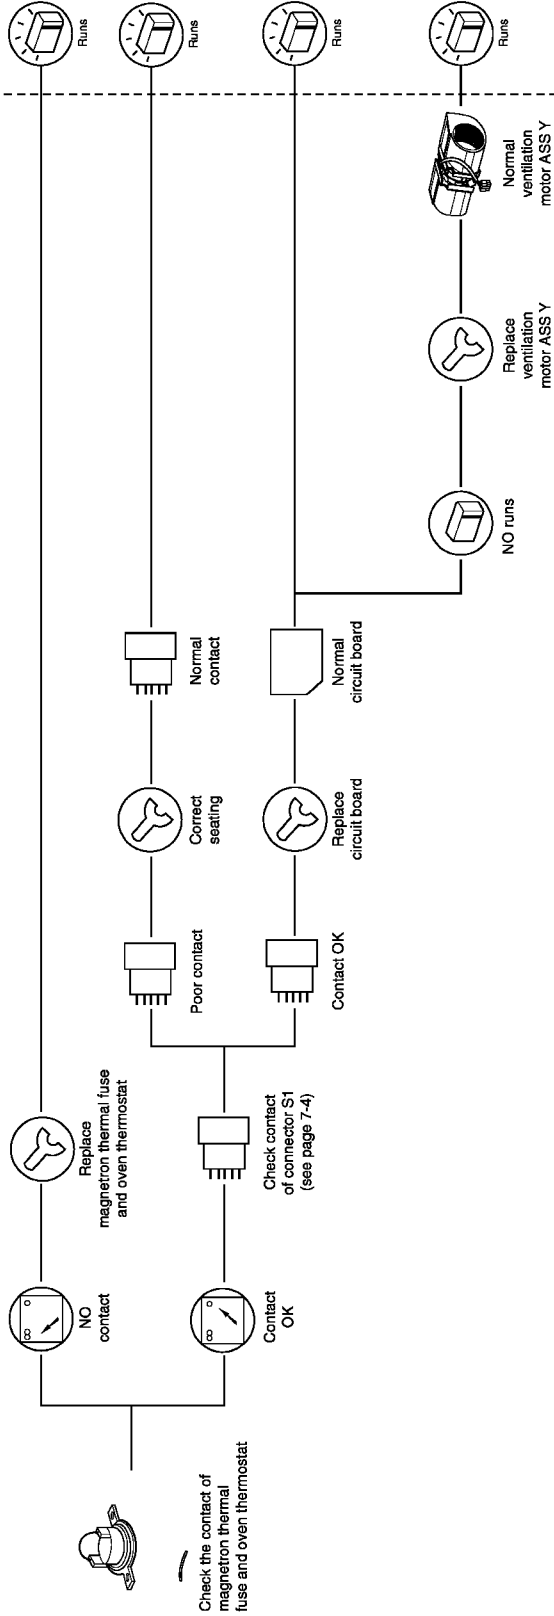 Check the contact of
magnetron thermal
fuse and oven thermostat
NO
contact
Replace
magnetron thermal fuse
and oven thermostat
Runs
Contact
OK
Check contact
of connector S1
(see page 7-4)
Poor contact
Correct
seating
Normal
contact
Runs
Contact OK
Replace
circuit board
Normal
circuit board
Runs
NO runs
Replace
ventilation
motor ASS Y
Normal
ventilation
motor ASS Y
Runs